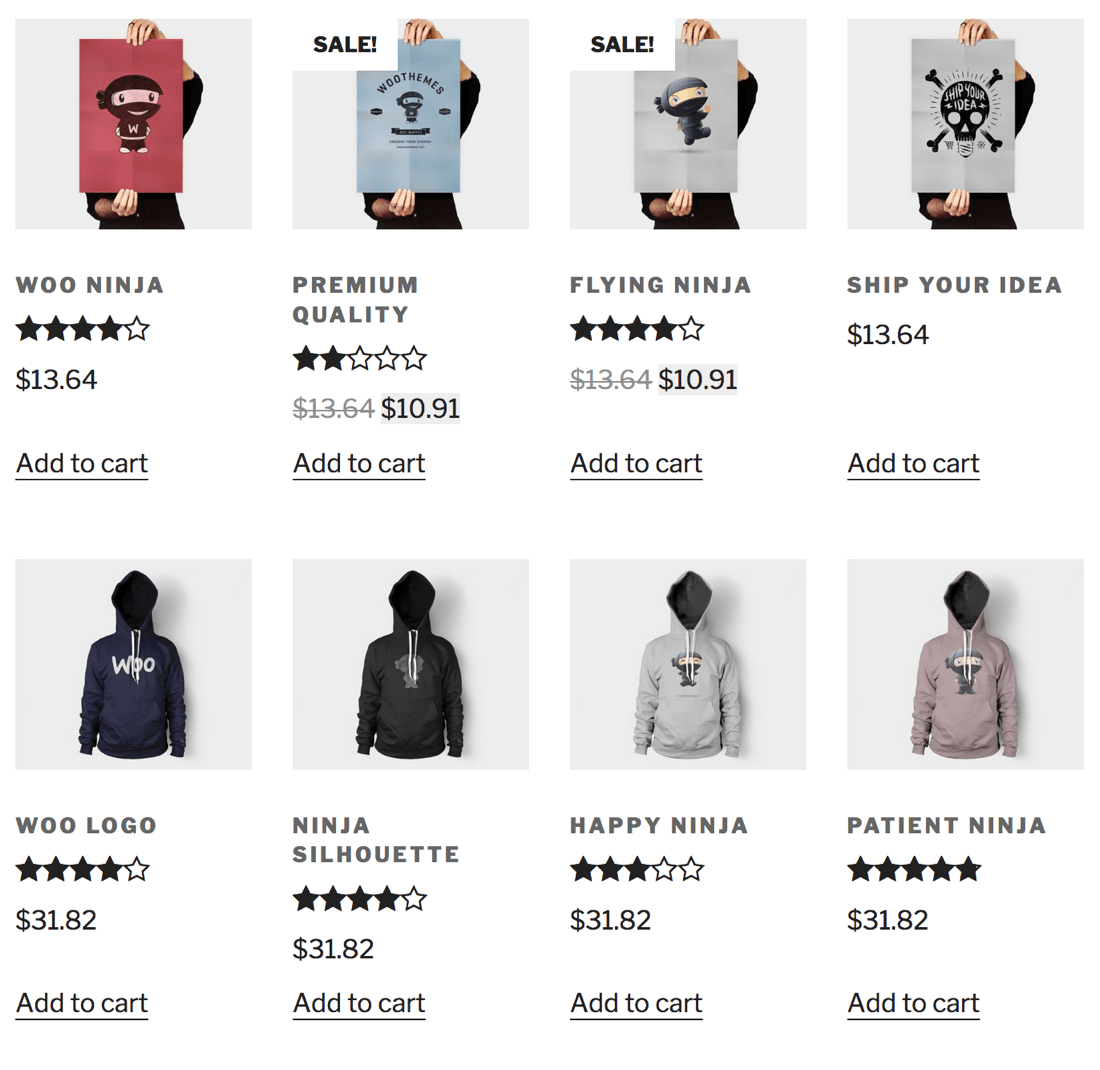 SALE!
SALE!
W
WOOTHEMES
AWESOME THEME COMPANY
SHIP YOUR
IDEA
WOO NINJA
PREMIUM
QUALITY
FLYING NINJA
SHIP YOUR IDEA
$13.64
$13.64 $10.91
$13.64 $10.91
$13.64
Add to cart
Add to cart
Add to cart
Add to cart
Woo
WOO LOGO
NINJA
SILHOUETTE
HAPPY NINJA
PATIENT NINJA
$31.82
$31.82
$31.82
$31.82
Add to cart
Add to cart
Add to cart
Add to cart